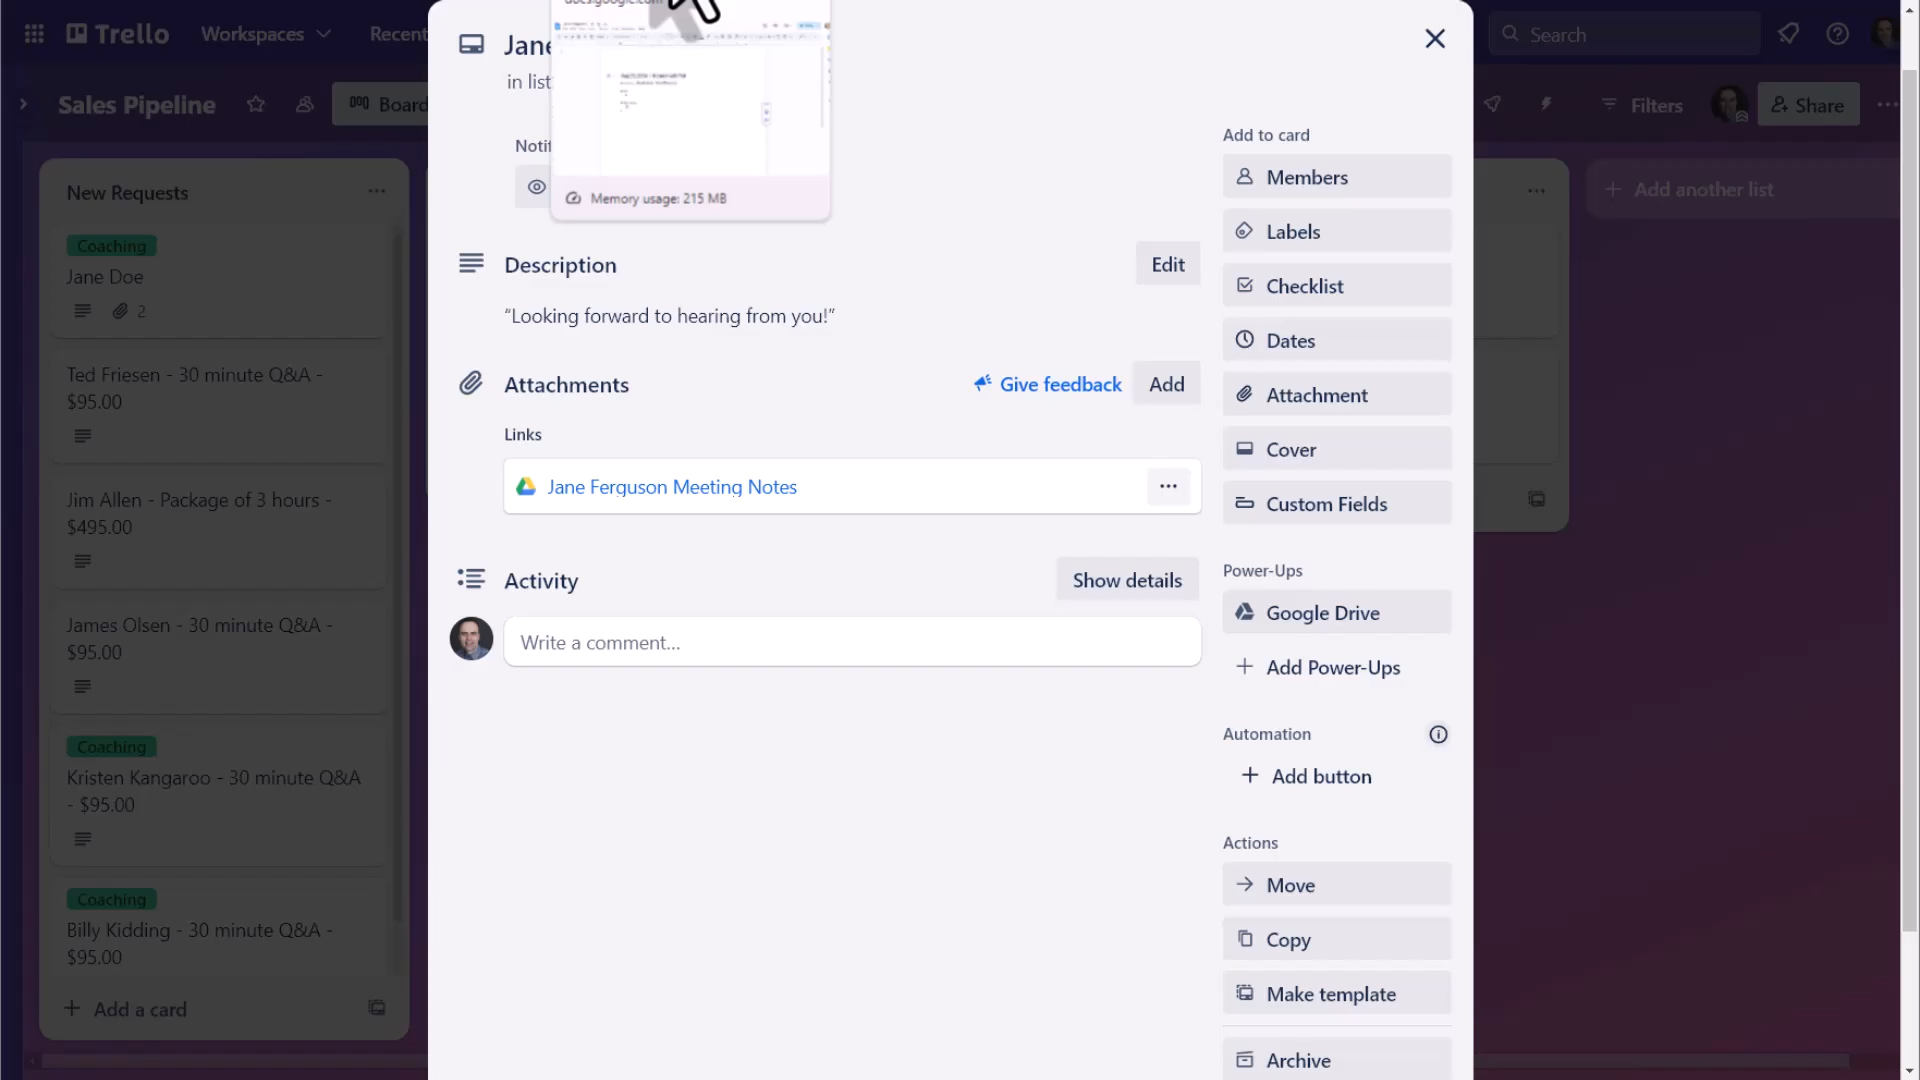 Trello
Workspaces
Recent
Search
Sales Pipeline
Board
Filters
Share
New Requests
Coaching
Jane Doe
2
Ted Friesen - 30 minute Q&A -
$95.00
Jim Allen - Package of 3 hours -
$495.00
James Olsen - 30 minute Q&A -
$95.00
Coaching
Kristen Kangaroo - 30 minute Q&A
- $95.00
Coaching
Billy Kidding - 30 minute Q&A -
$95.00
Add a card
docs.google.com
Jane
in list
Notif
Memory usage: 215 MB
Description
Edit
“Looking forward to hearing from you!”
Attachments
Give feedback
Add
Links
Jane Ferguson Meeting Notes
Activity
Show details
Write a comment...
Add to card
Members
Labels
Checklist
Dates
Attachment
Cover
Custom Fields
Power-Ups
Google Drive
Add Power-Ups
Automation
Add button
Actions
Move
Copy
Make template
Archive
Add another list